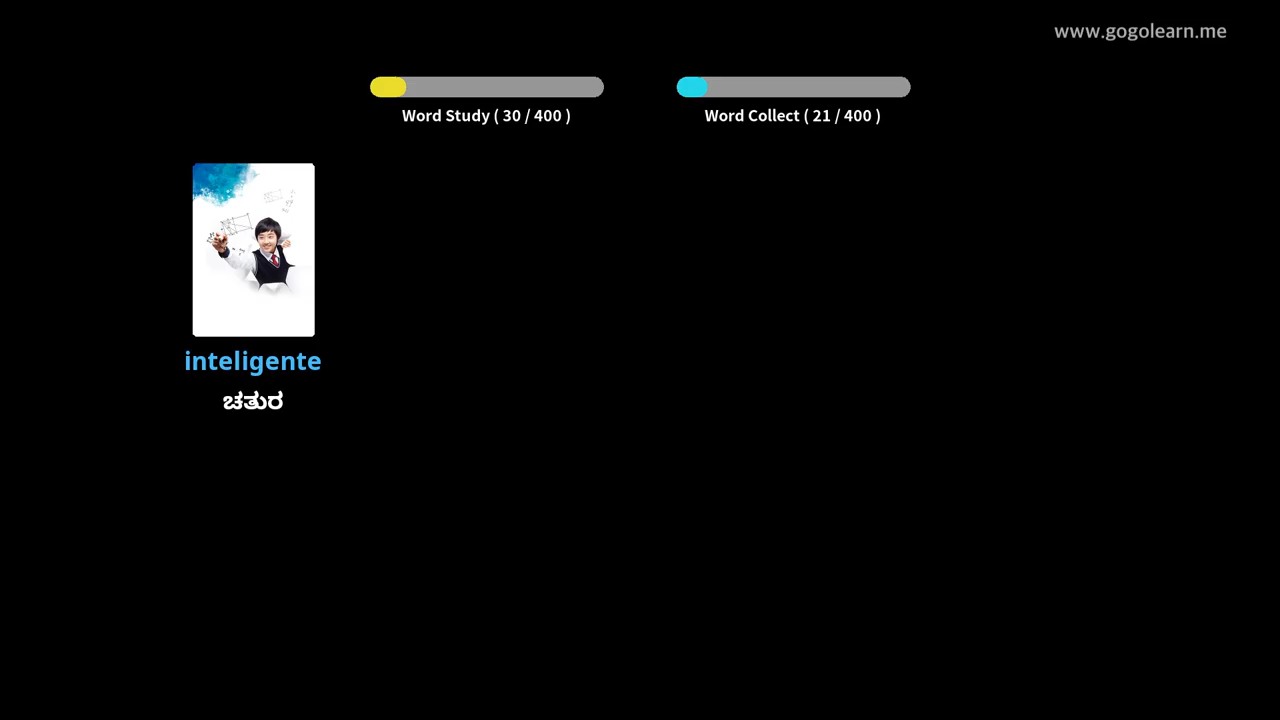 www.gogolearn.me
Word Study ( 30 / 400 )
Word Collect ( 21 / 400 )
inteligente
ಚತುರ